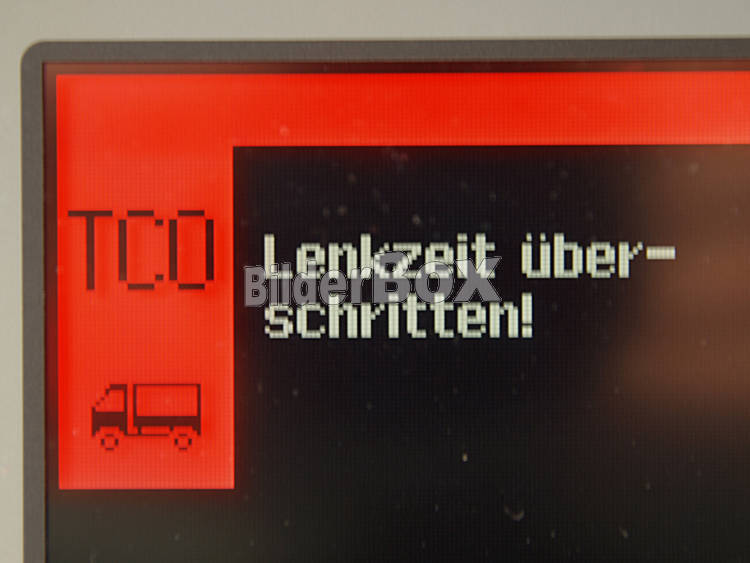 TCO
Lenkzeit über-
schritten!
BilderBOX